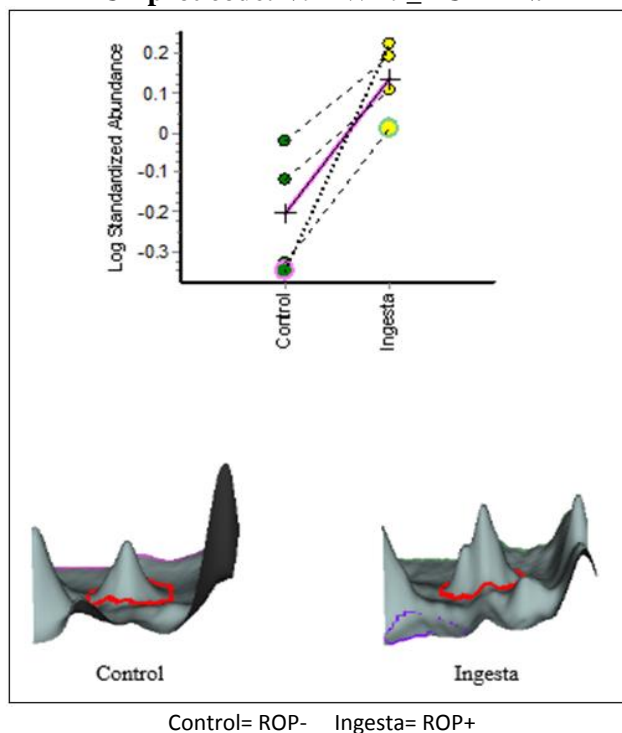 0.2
0.1
0
-0.1
-0.2
-0.3
Log Standardized Abundance
Control
Ingesta
Control
Ingesta
Control= ROP- Ingesta= ROP+